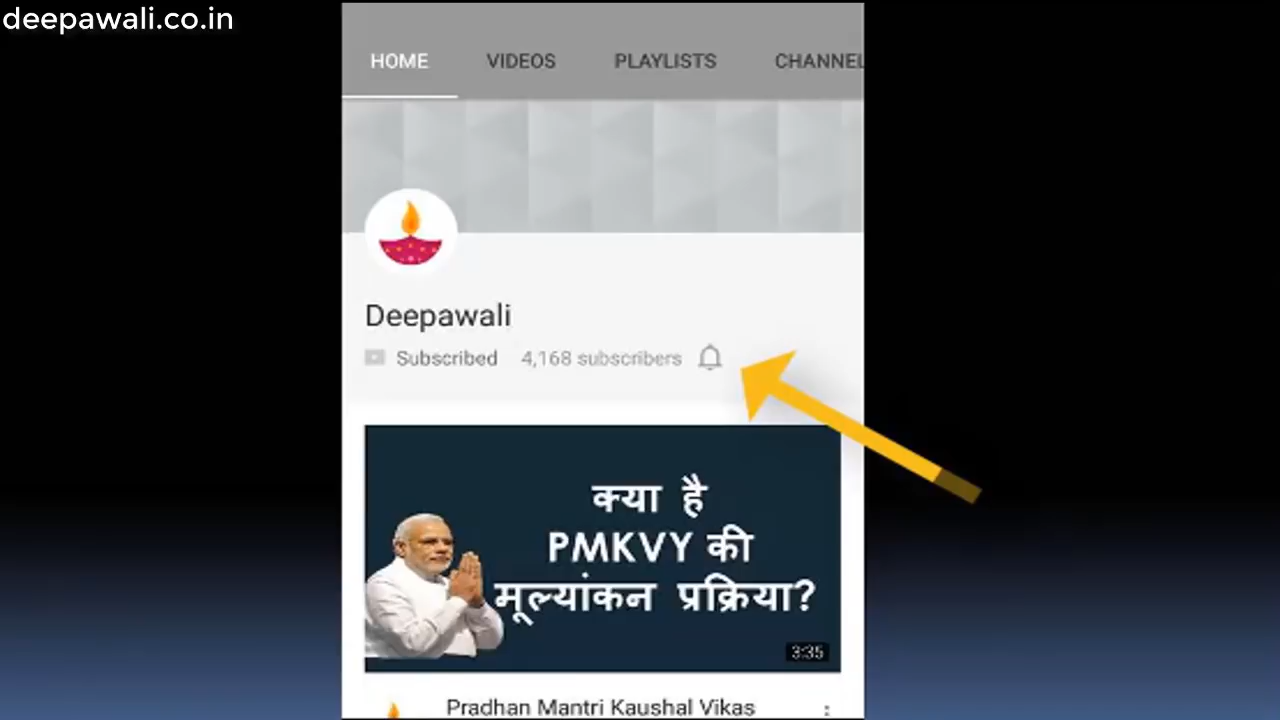 deepawali.co.in
HOME VIDEOS PLAYLISTS CHANNEL
Deepawali
Subscribed 4,168 subscribers
क्या है
PMKVY की
मूल्यांकन प्रक्रिया?
3:35
Pradhan Mantri Kaushal Vikas